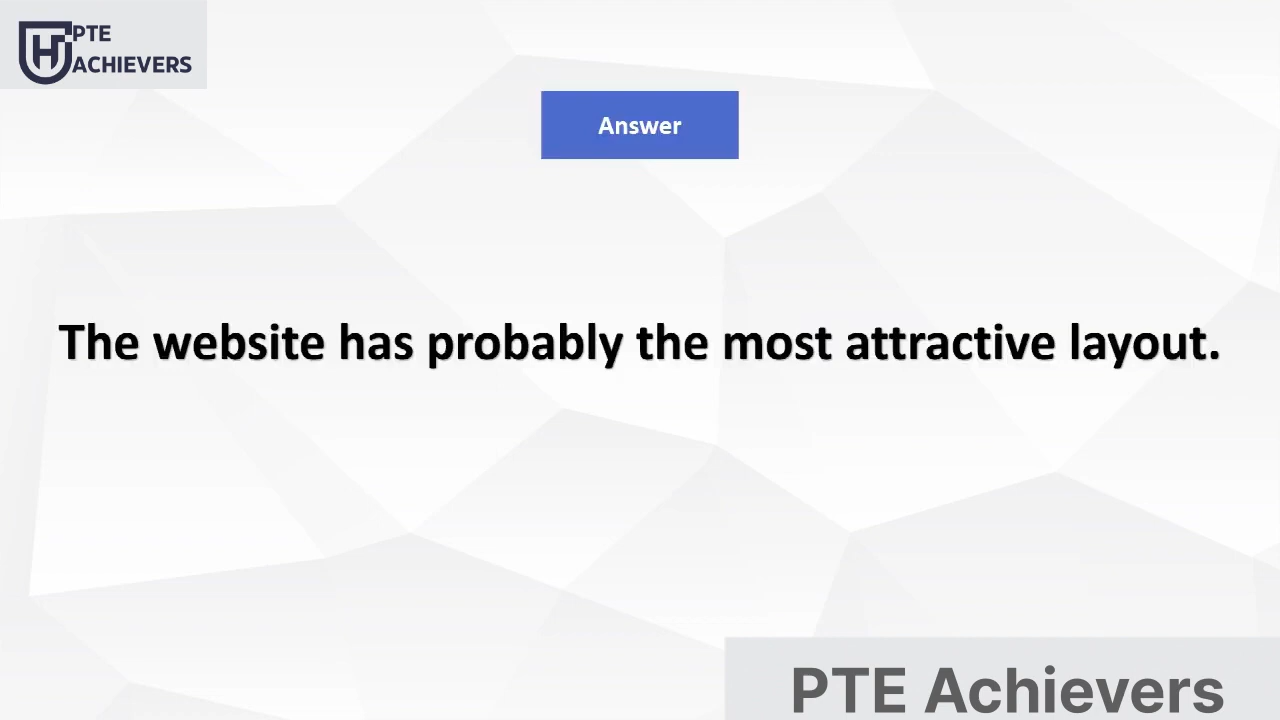 PTE
ACHIEVERS
Answer
The website has probably the most attractive layout.
PTE Achievers